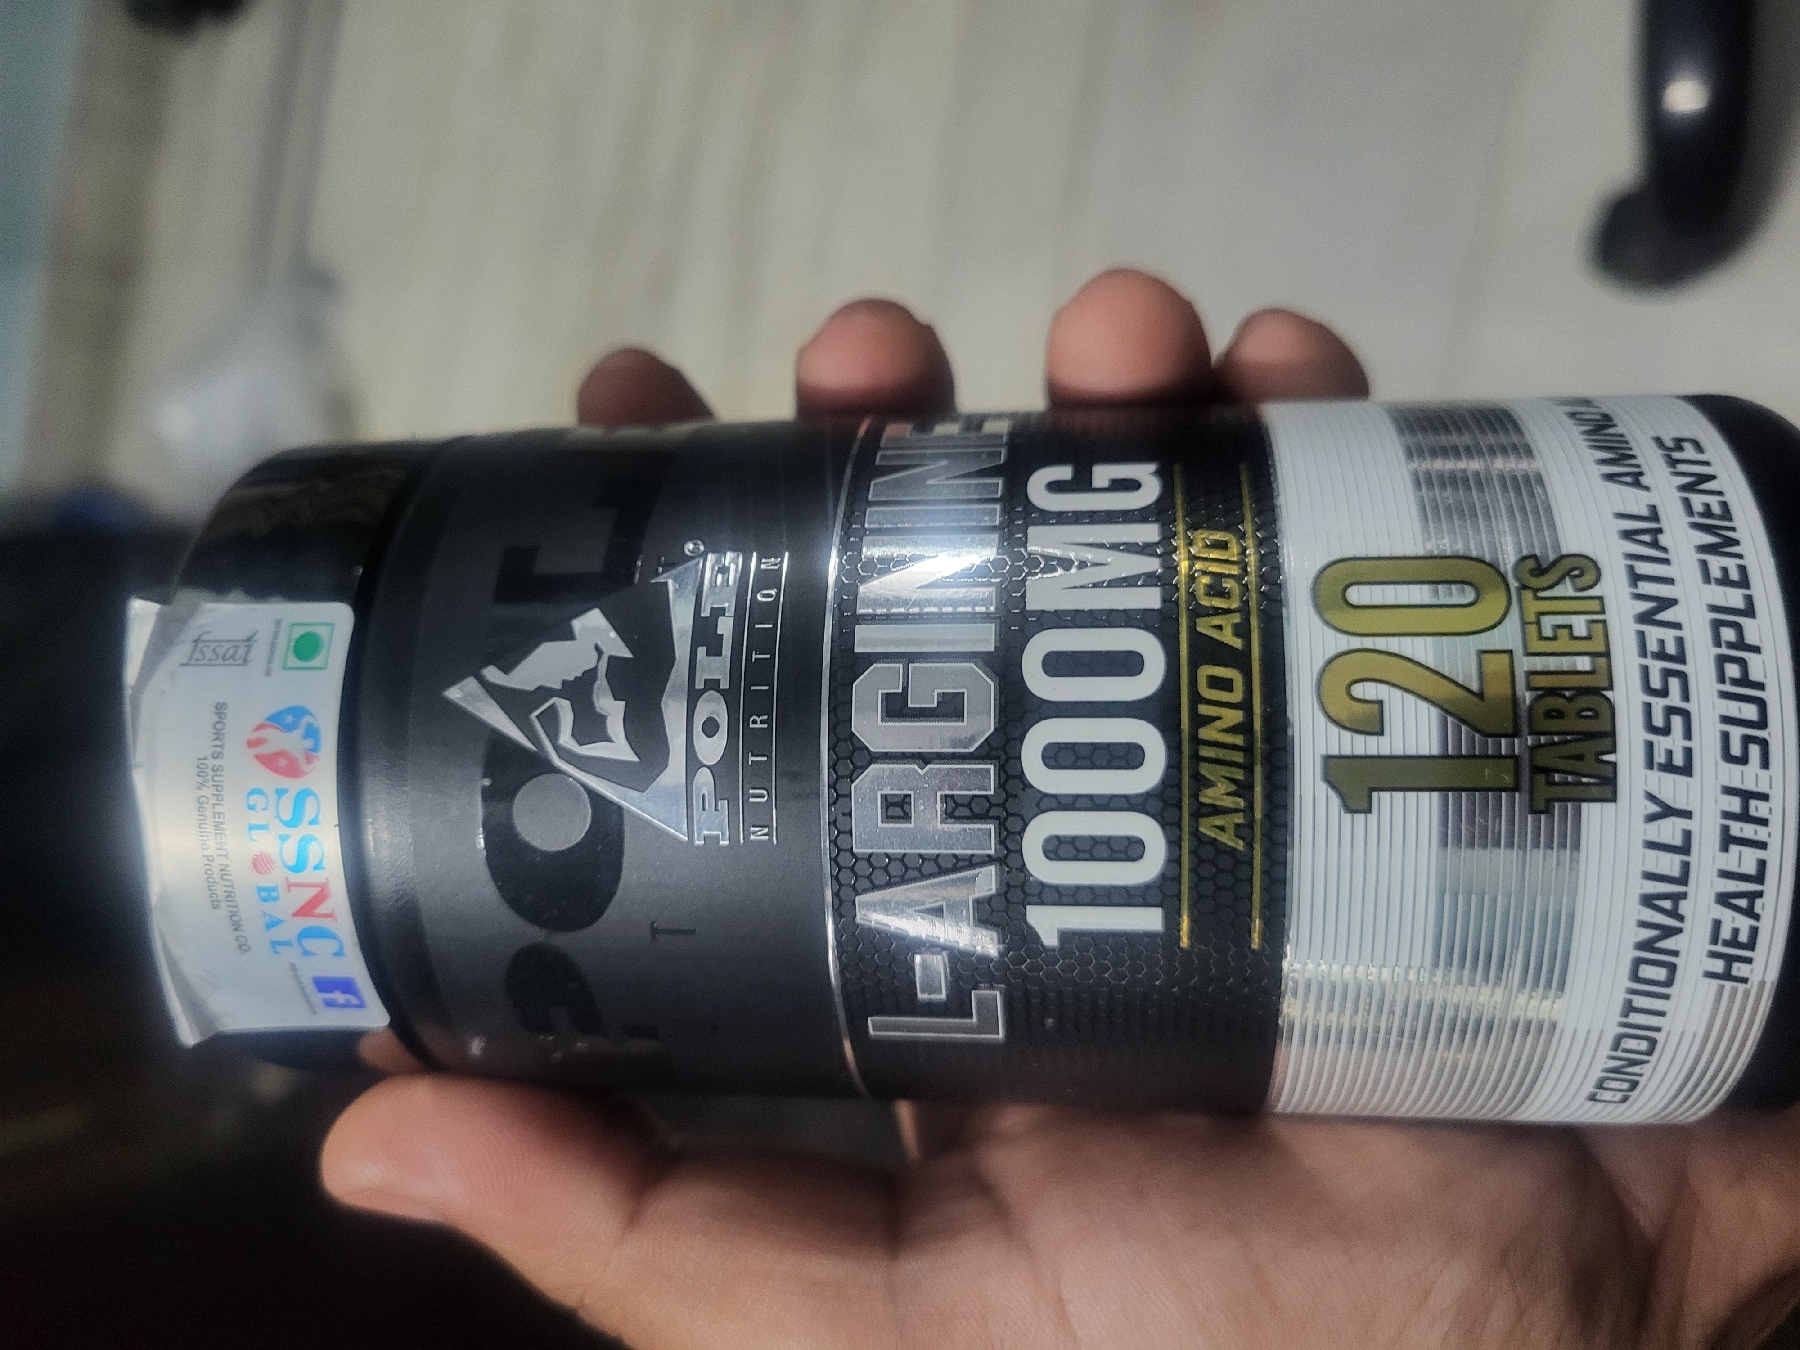 fssai
SSNC
GLOBAL
SPORTS SUPPLEMENT NUTRITION CO.
100% Genuine Products
f
POLE
NUTRITION
L-ARGININE
1000MG
AMINO ACID
120
TABLETS
CONDITIONALLY ESSENTIAL AMINO
HEALTH SUPPLEMENTS